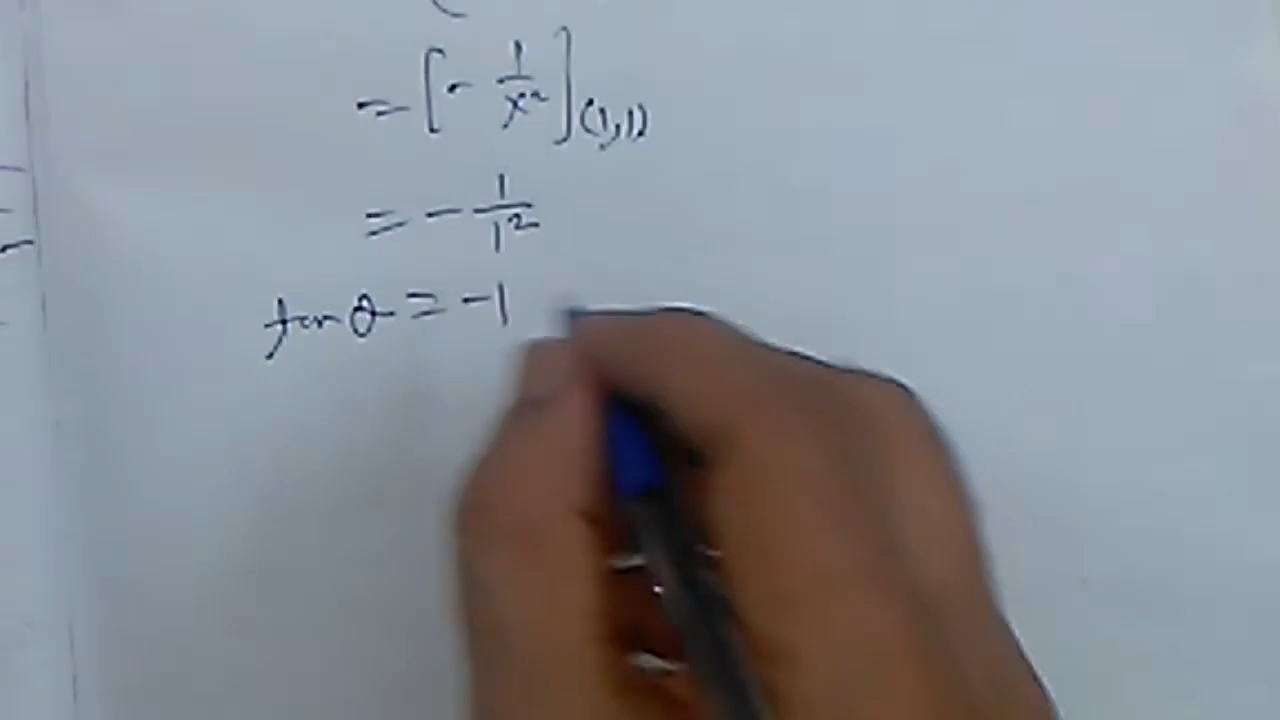 = [- 1/x²](1,1)
= - 1/1²
tan θ = -1